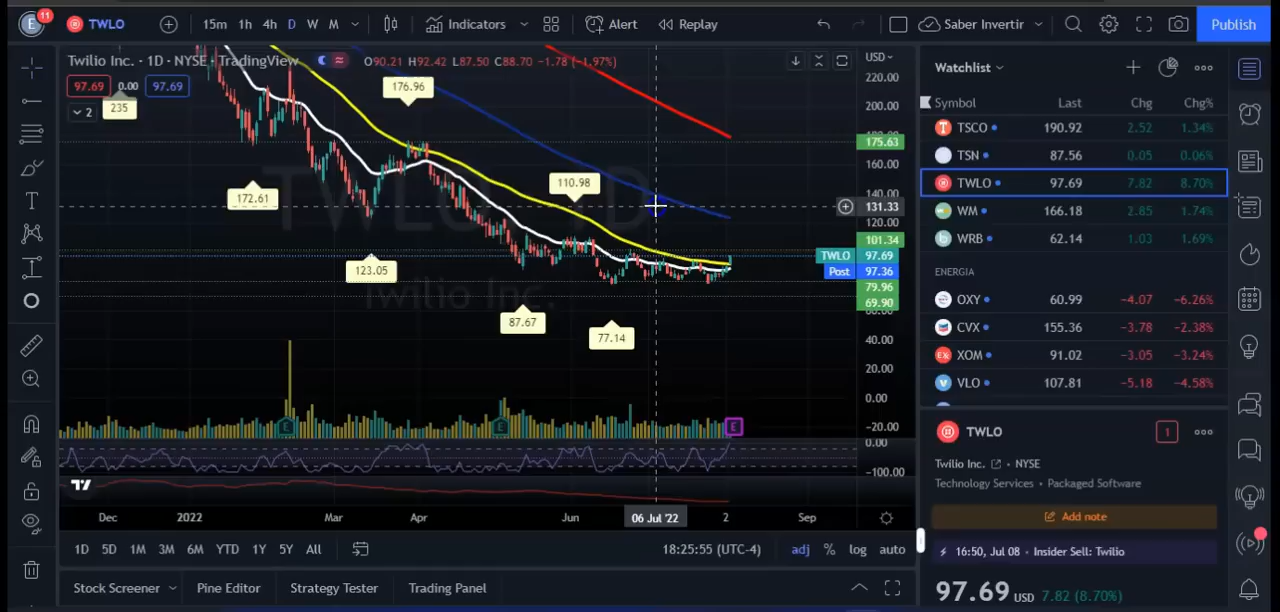 E 11 TWLO 15m 1h 4h D W M Indicators Alert Replay Saber Invertir Publish
Twilio Inc. · 1D · NYSE · TradingView O90.21 H92.42 L87.50 C88.70 −1.78 (−1.97%) USD
97.69 0.00 97.69
2 235
176.96
172.61
110.98
123.05
87.67
77.14
TWLO, 1D
Twilio Inc.
220.00
200.00
175.63
160.00
140.00
131.33
120.00
101.34
TWLO 97.69
Post 97.36
79.96
69.90
60.00
40.00
20.00
0.00
−20.00
0.00
−100.00
E E E
Dec 2022 Mar Apr Jun 06 Jul '22 2 Sep
1D 5D 1M 3M 6M YTD 1Y 5Y All 18:25:55 (UTC-4) adj % log auto
Stock Screener Pine Editor Strategy Tester Trading Panel
Watchlist
Symbol Last Chg Chg%
TSCO 190.92 2.52 1.34%
TSN 87.56 0.05 0.06%
TWLO 97.69 7.82 8.70%
WM 166.18 2.85 1.74%
WRB 62.14 1.03 1.69%
ENERGIA
OXY 60.99 −4.07 −6.26%
CVX 155.36 −3.78 −2.38%
XOM 91.02 −3.05 −3.24%
VLO 107.81 −5.18 −4.58%
TWLO 1
Twilio Inc. · NYSE
Technology Services · Packaged Software
Add note
16:50, Jul 08 · Insider Sell: Twilio
97.69 USD 7.82 (8.70%)